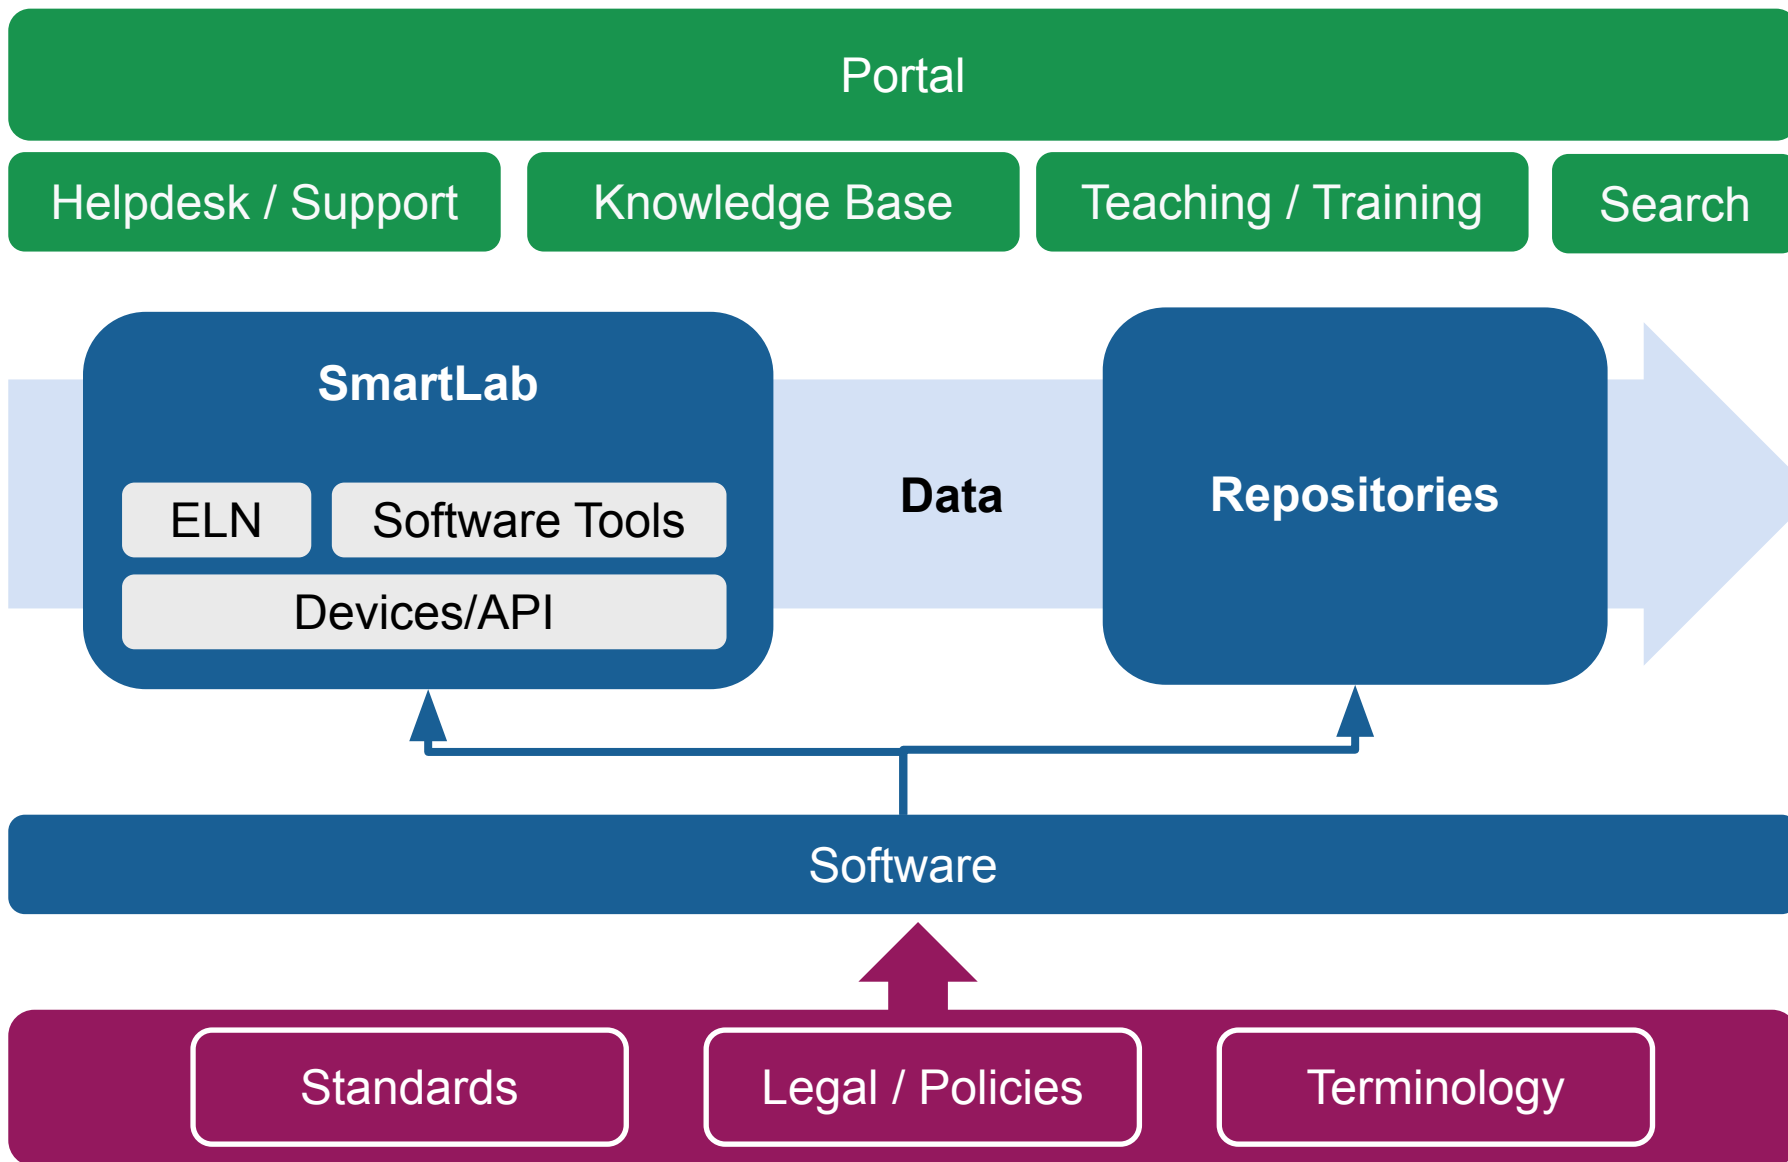 Portal
Helpdesk / Support
Knowledge Base
Teaching / Training
Search
SmartLab
ELN
Software Tools
Devices/API
Data
Repositories
Software
Standards
Legal / Policies
Terminology